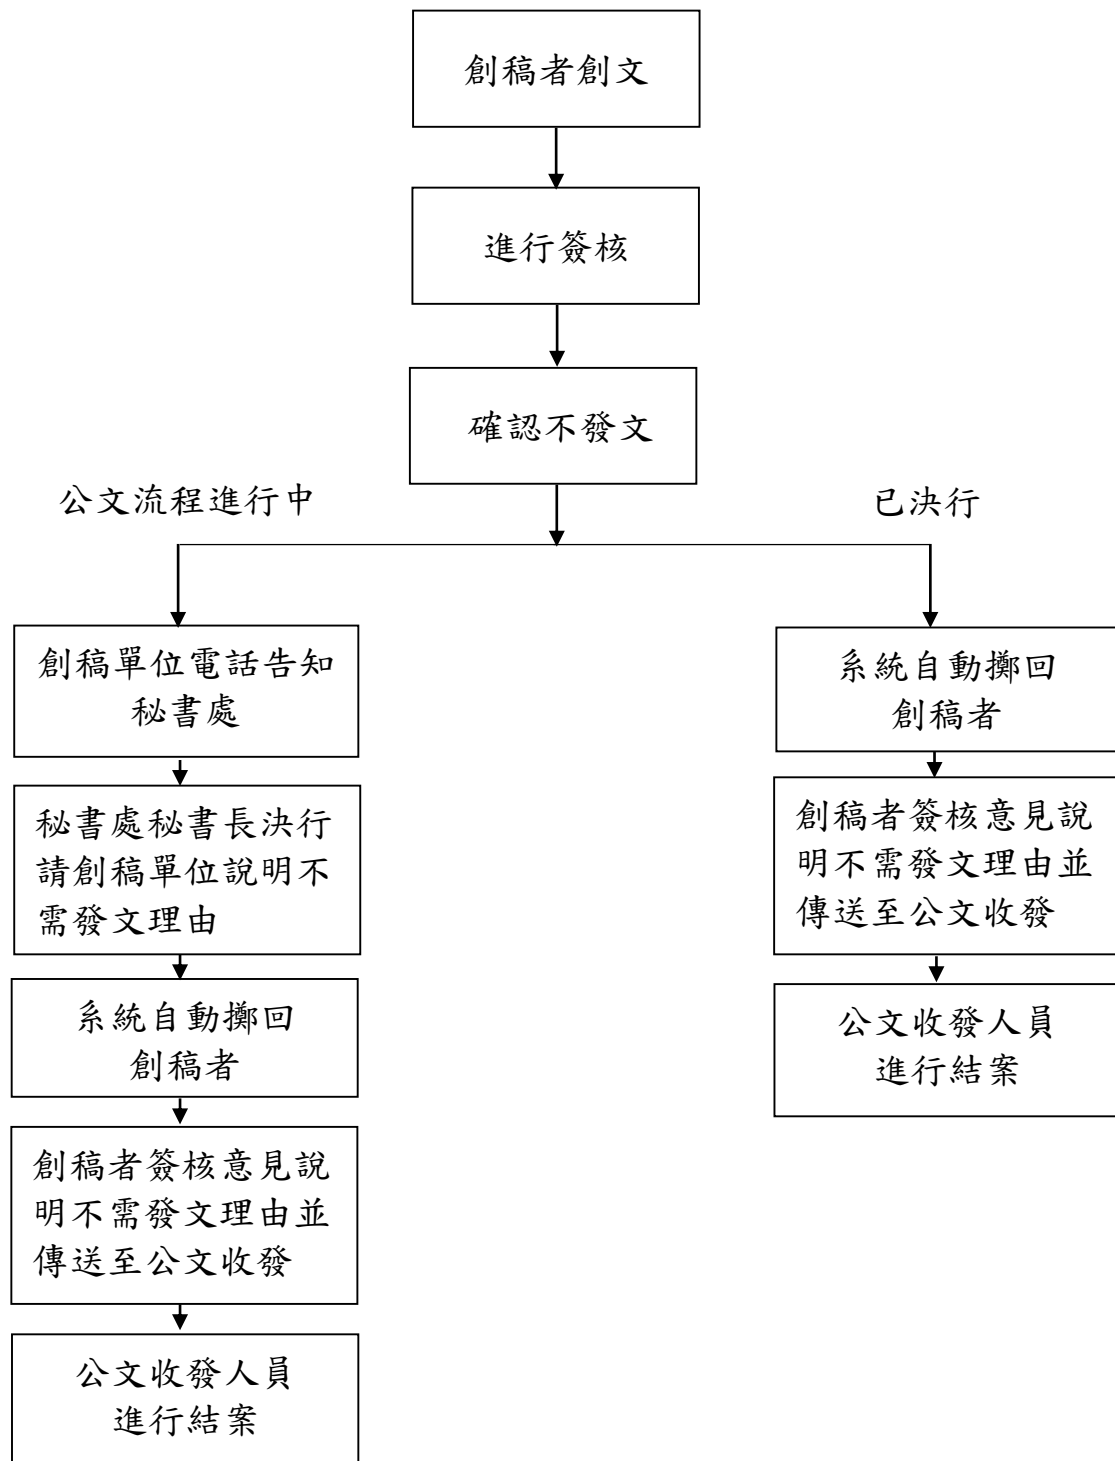 創稿者創文
進行簽核
確認不發文
公文流程進行中
已決行
創稿單位電話告知
秘書處
秘書處秘書長決行
請創稿單位說明不
需發文理由
系統自動擲回
創稿者
創稿者簽核意見說
明不需發文理由並
傳送至公文收發
公文收發人員
進行結案
系統自動擲回
創稿者
創稿者簽核意見說
明不需發文理由並
傳送至公文收發
公文收發人員
進行結案